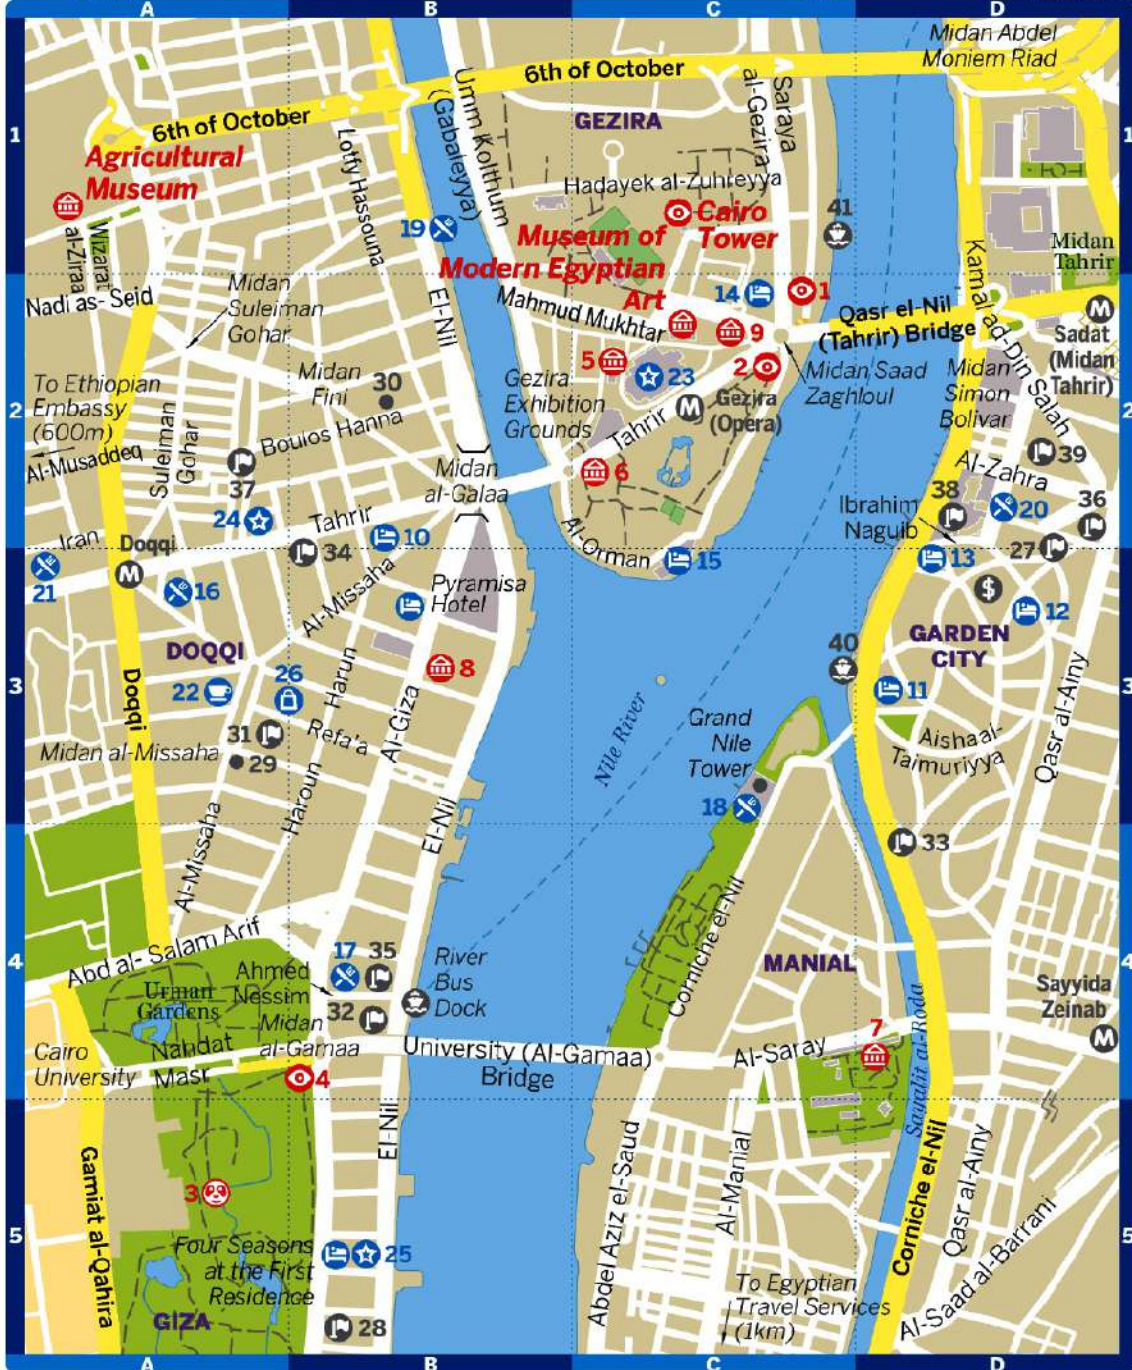 A
B
C
D
1
1
2
2
3
3
4
4
5
5
A
B
C
D
Midan Abdel
Moniem Riad
6th of October
6th of October
Umm Kolthum
(Gabaleyya)
GEZIRA
Saraya
al-Gezira
Lotfy Hassouna
Agricultural
Museum
Wizarat
al-Ziraa
Hadayek al-Zuhreyya
Cairo
Tower
41
19
Museum of
Modern Egyptian
Art
Midan
Tahrir
Kamal ad-Din Salah
Nadi as- Seid
Midan
Suleiman
Gohar
El-Nil
Mahmud Mukhtar
14
1
9
Qasr el-Nil
(Tahrir) Bridge
M
Sadat
(Midan
Tahrir)
To Ethiopian
Embassy
(600m)
Midan
Fini
30
5
23
2
Gezira
Exhibition
Grounds
Tahrir
M
Gezira
(Opera)
Midan Saad
Zaghloul
Midan
Simon
Bolivar
Al-Musaddeq
Suleiman
Gohar
Boulos Hanna
37
Midan
al-Galaa
6
39
Al-Zahra
38
Ibrahim
Naguib
20
36
24
Tahrir
10
Iran
Doqqi
M
34
Al-Orman
15
13
27
21
16
Al-Missaha
Pyramisa
Hotel
$
12
DOQQI
GARDEN
CITY
40
8
22
26
11
Doqqi
Harun
Refa'a
Al-Giza
31
Midan al-Missaha
29
Nile River
Grand
Nile
Tower
18
Aisha al-
Taimuriyya
Qasr al-Ainy
Haroun
Al-Missaha
El-Nil
33
Abd al- Salam Arif
Corniche el-Nil
MANIAL
17
35
River
Bus
Dock
Ahmed
Nessim
Urman
Gardens
32
Midan
al-Gamaa
Sayyida
Zeinab
M
Sayalit al-Roda
7
Cairo
University
Nahdat
Masr
4
University (Al-Gamaa)
Bridge
Al-Saray
El-Nil
Gamiat al-Qahira
3
Abdel Aziz el-Saud
Al-Manial
Corniche el-Nil
Qasr al-Ainy
Al-Saad al-Barrani
Four Seasons
at the First
Residence
25
To Egyptian
Travel Services
(1km)
GIZA
28